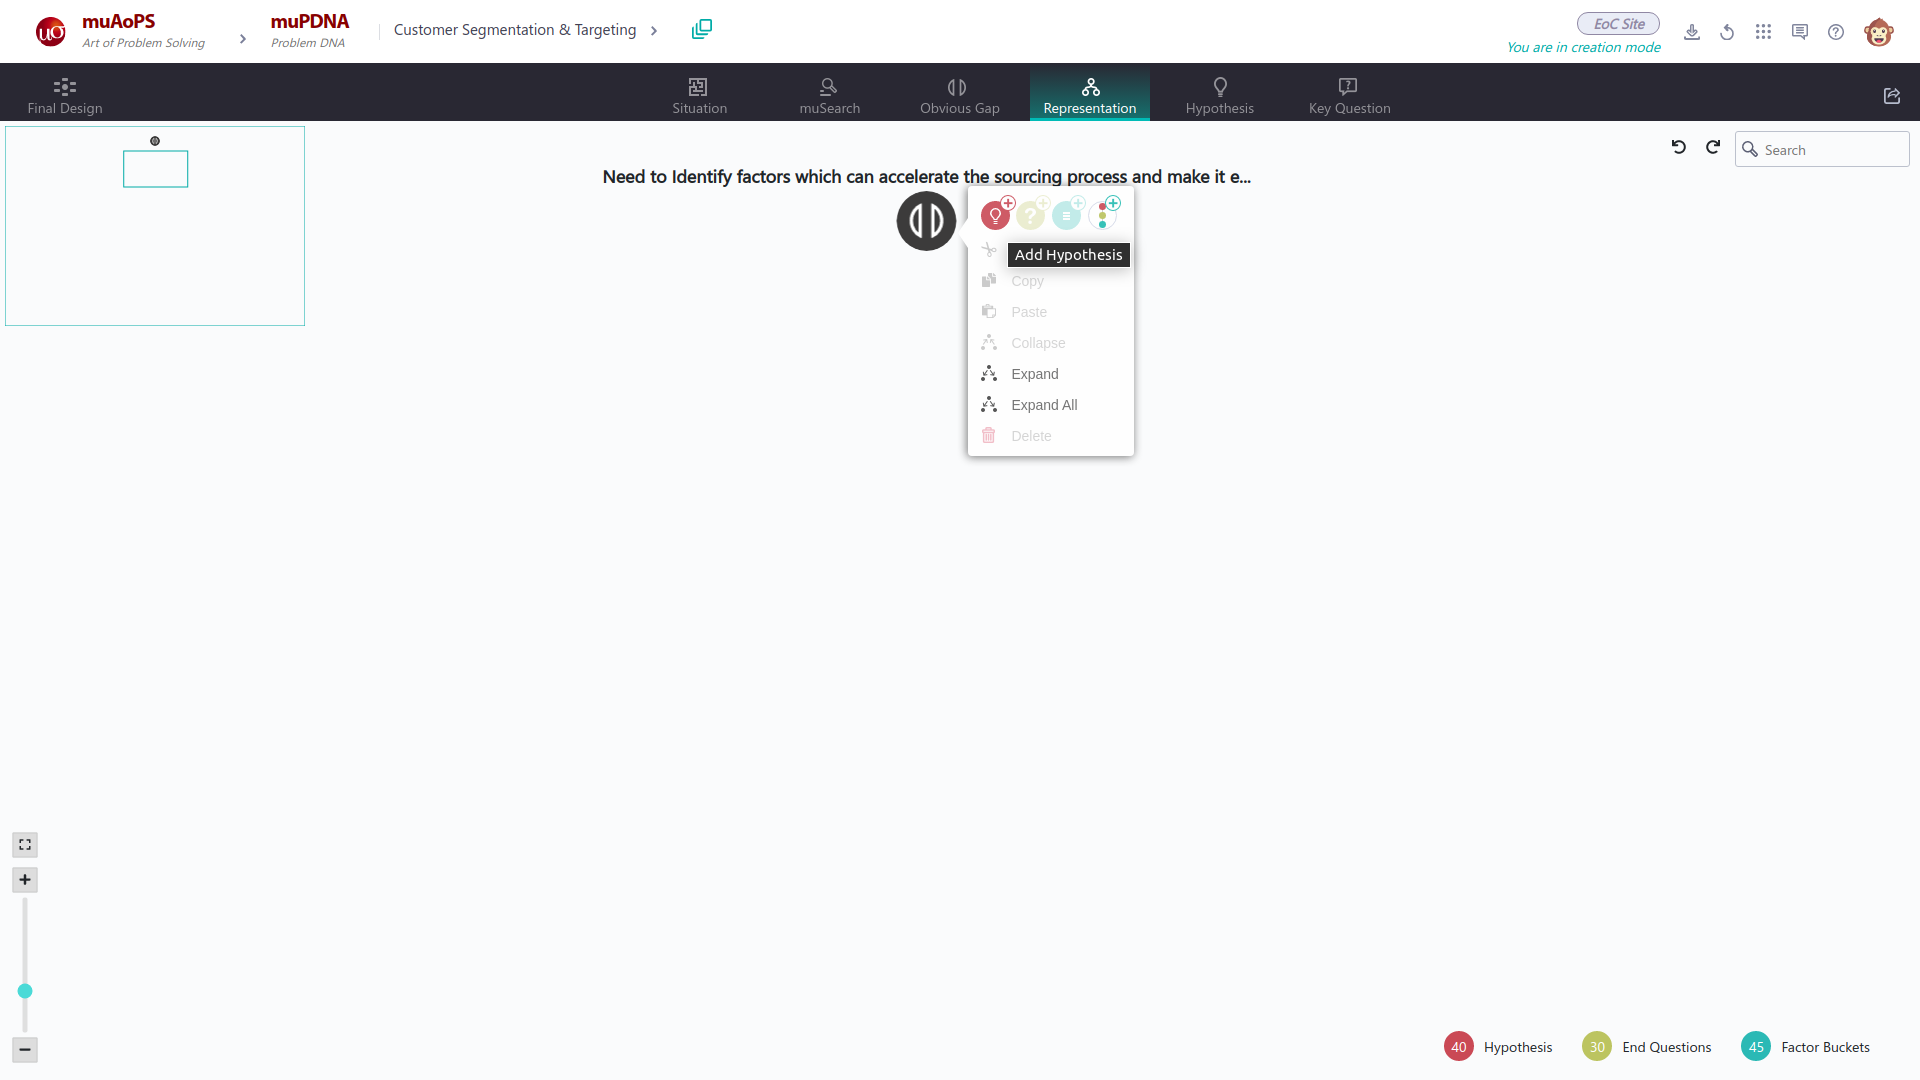 muAoPS
Art of Problem Solving
muPDNA
Problem DNA
Customer Segmentation & Targeting
EoC Site
You are in creation mode
Final Design
Situation
muSearch
Obvious Gap
Representation
Hypothesis
Key Question
Search
Need to Identify factors which can accelerate the sourcing process and make it e...
Add Hypothesis
Copy
Paste
Collapse
Expand
Expand All
Delete
40 Hypothesis
30 End Questions
45 Factor Buckets